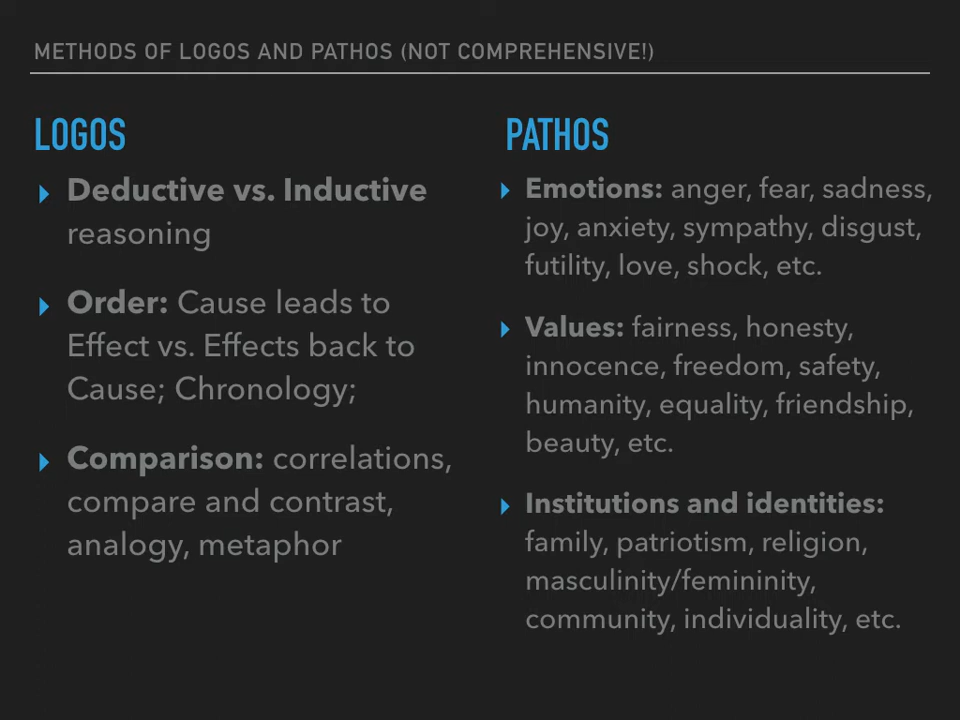 METHODS OF LOGOS AND PATHOS (NOT COMPREHENSIVE!)
LOGOS
Deductive vs. Inductive
reasoning
Order: Cause leads to
Effect vs. Effects back to
Cause; Chronology;
Comparison: correlations,
compare and contrast,
analogy, metaphor
PATHOS
Emotions: anger, fear, sadness,
joy, anxiety, sympathy, disgust,
futility, love, shock, etc.
Values: fairness, honesty,
innocence, freedom, safety,
humanity, equality, friendship,
beauty, etc.
Institutions and identities:
family, patriotism, religion,
masculinity/femininity,
community, individuality, etc.